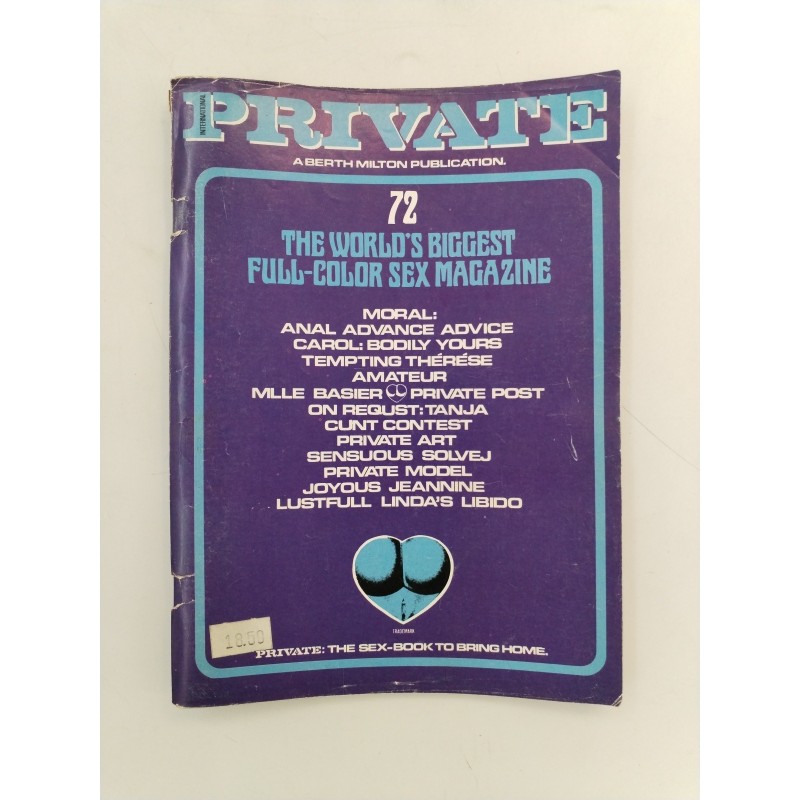 INTERNATIONAL
PRIVATE
A BERTH MILTON PUBLICATION.
72
THE WORLD'S BIGGEST
FULL-COLOR SEX MAGAZINE
MORAL:
ANAL ADVANCE ADVICE
CAROL: BODILY YOURS
TEMPTING THÉRÉSE
AMATEUR
MLLE BASIER PRIVATE POST
ON REQUST: TANJA
CUNT CONTEST
PRIVATE ART
SENSUOUS SOLVEJ
PRIVATE MODEL
JOYOUS JEANNINE
LUSTFULL LINDA'S LIBIDO
TRADEMARK
18.50
PRIVATE: THE SEX-BOOK TO BRING HOME.